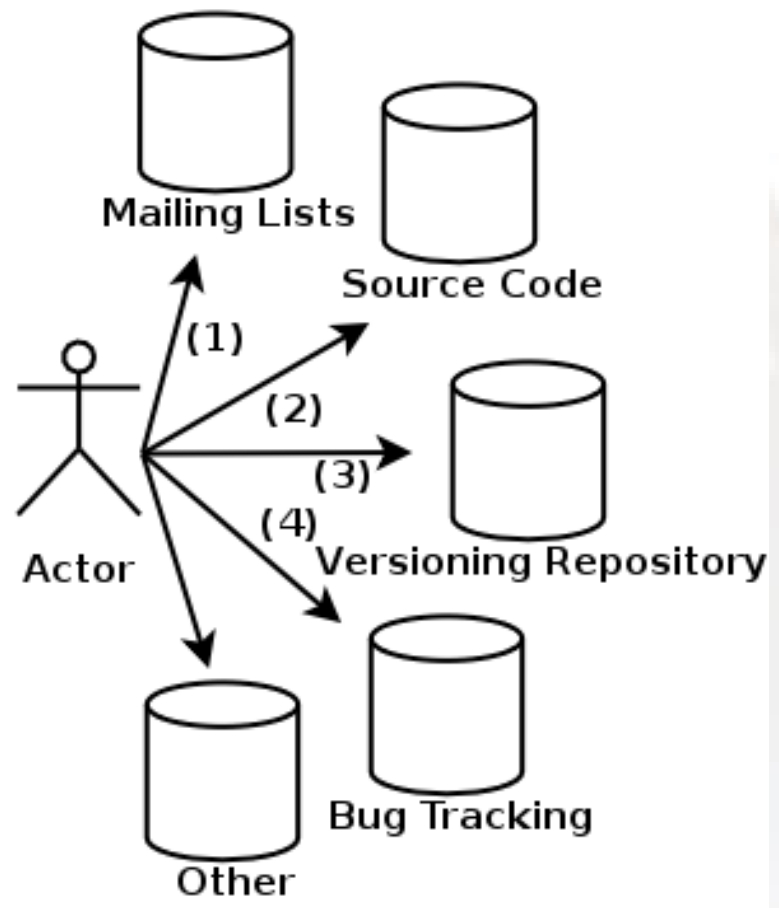 Mailing Lists
Source Code
(1)
(2)
(3)
(4)
Actor
Versioning Repository
Bug Tracking
Other